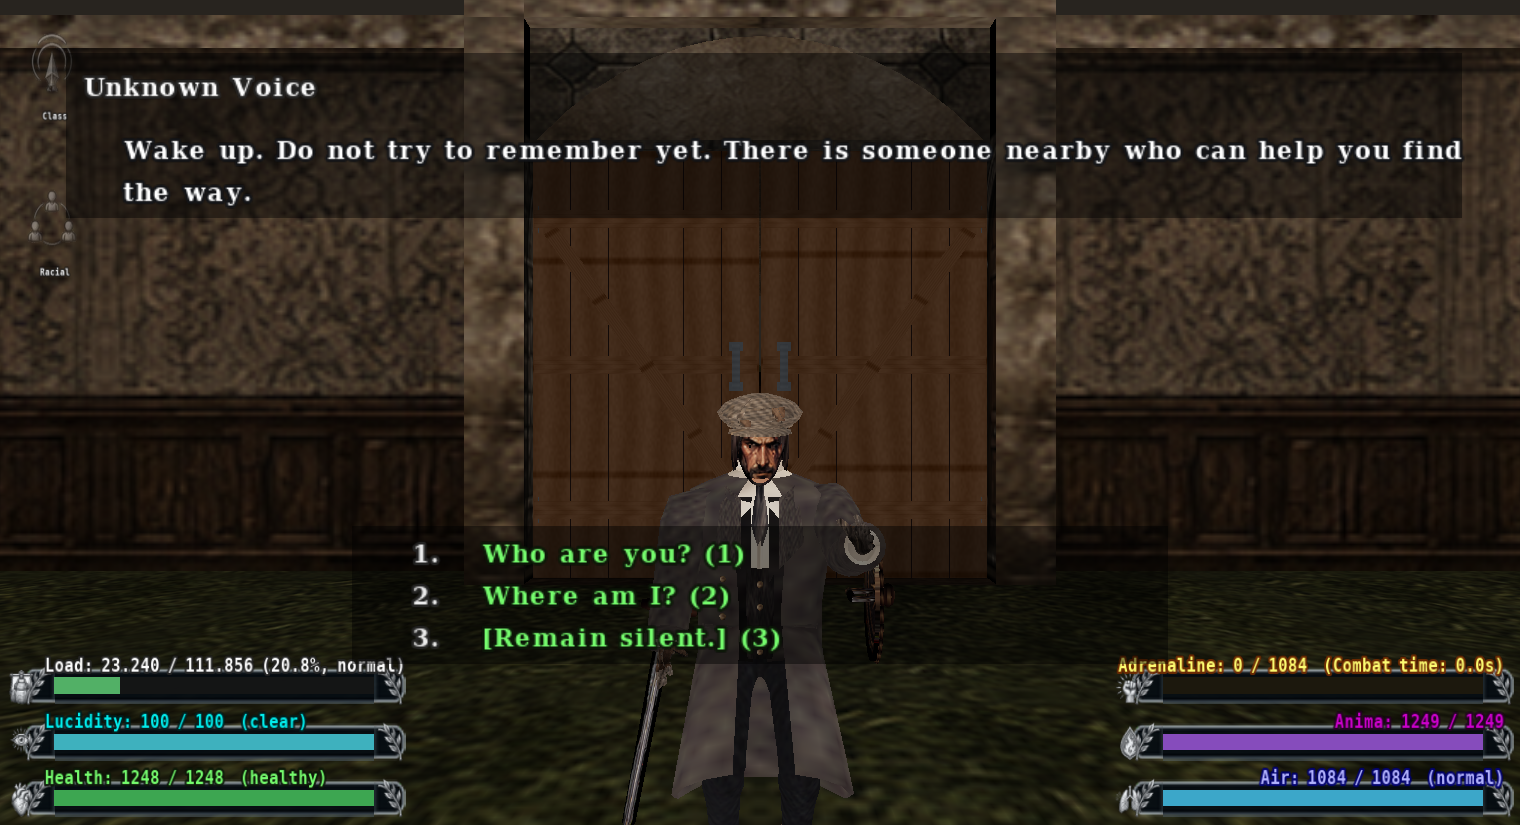 Unknown Voice
Class
Wake up. Do not try to remember yet. There is someone nearby who can help you find
the way.
Racial
1. Who are you? (1)
2. Where am I? (2)
3. [Remain silent.] (3)
Load: 23.240 / 111.856 (20.8%, normal)
Adrenaline: 0 / 1084 (Combat time: 0.0s)
Lucidity: 100 / 100 (clear)
Anima: 1249 / 1249
Health: 1248 / 1248 (healthy)
Air: 1084 / 1084 (normal)